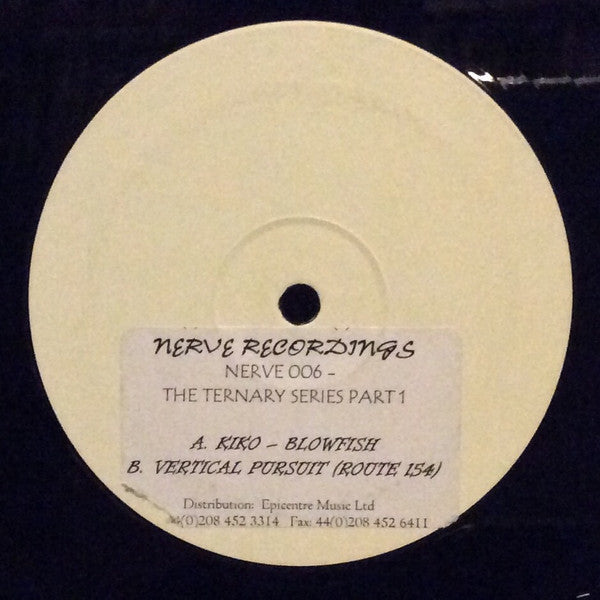 NERVE RECORDINGS
NERVE 006 –
THE TERNARY SERIES PART 1
A. KIKO – BLOWFISH
B. VERTICAL PURSUIT (ROUTE 154)
Distribution: Epicentre Music Ltd
44(0)208 452 3314 Fax: 44(0)208 452 6411